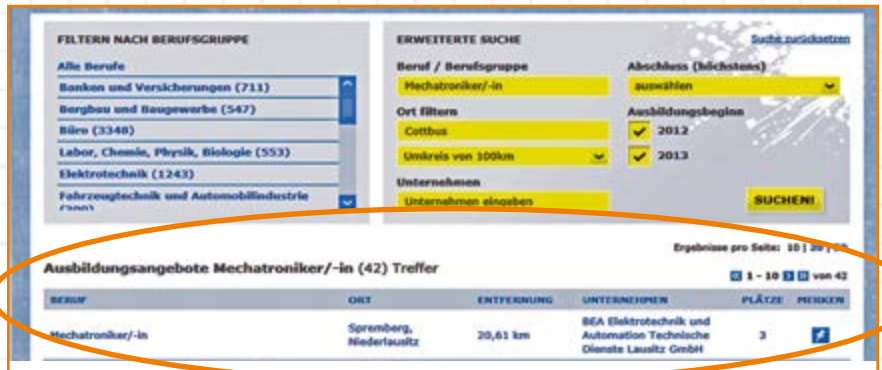 FILTERN NACH BERUFSGRUPPE
Alle Berufe
Banken und Versicherungen (711)
Bergbau und Baugewerbe (547)
Büro (3348)
Labor, Chemie, Physik, Biologie (553)
Elektrotechnik (1243)
Fahrzeugtechnik und Automobilindustrie
ERWEITERTE SUCHE
Suche zurücksetzen
Beruf / Berufsgruppe
Mechatroniker/-in
Ort filtern
Cottbus
Umkreis von 100km
Unternehmen
Unternehmen eingeben
Abschluss (höchstens)
auswählen
Ausbildungsbeginn
2012
2013
SUCHEN!
Ergebnisse pro Seite: 10 | 20 |
Ausbildungsangebote Mechatroniker/-in (42) Treffer
1 - 10 von 42
BERUF ORT ENTFERNUNG UNTERNEHMEN PLÄTZE MERKEN
Mechatroniker/-in Spremberg, Niederlausitz 20,61 km BEA Elektrotechnik und Automation Technische Dienste Lausitz GmbH 3